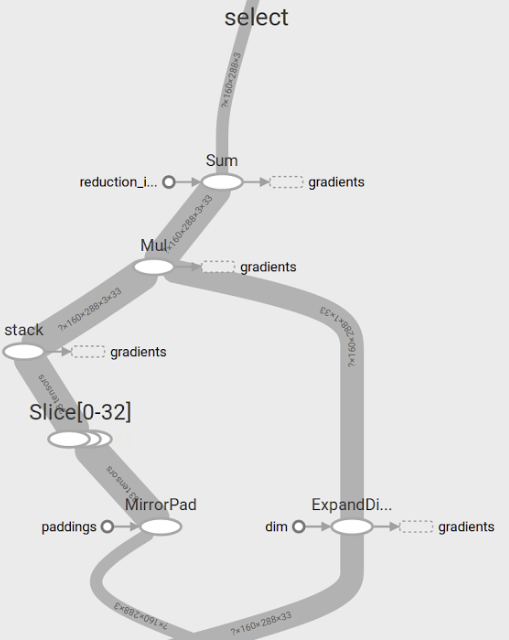 select
?×160×288×3
Sum
reduction_i...
gradients
?×160×288×3×33
Mul
gradients
?×160×288×3×33
?×160×288×1×33
stack
gradients
tensors
Slice[0-32]
33 tensors
MirrorPad
ExpandDi...
paddings
dim
gradients
?×160×288×3
?×160×288×33